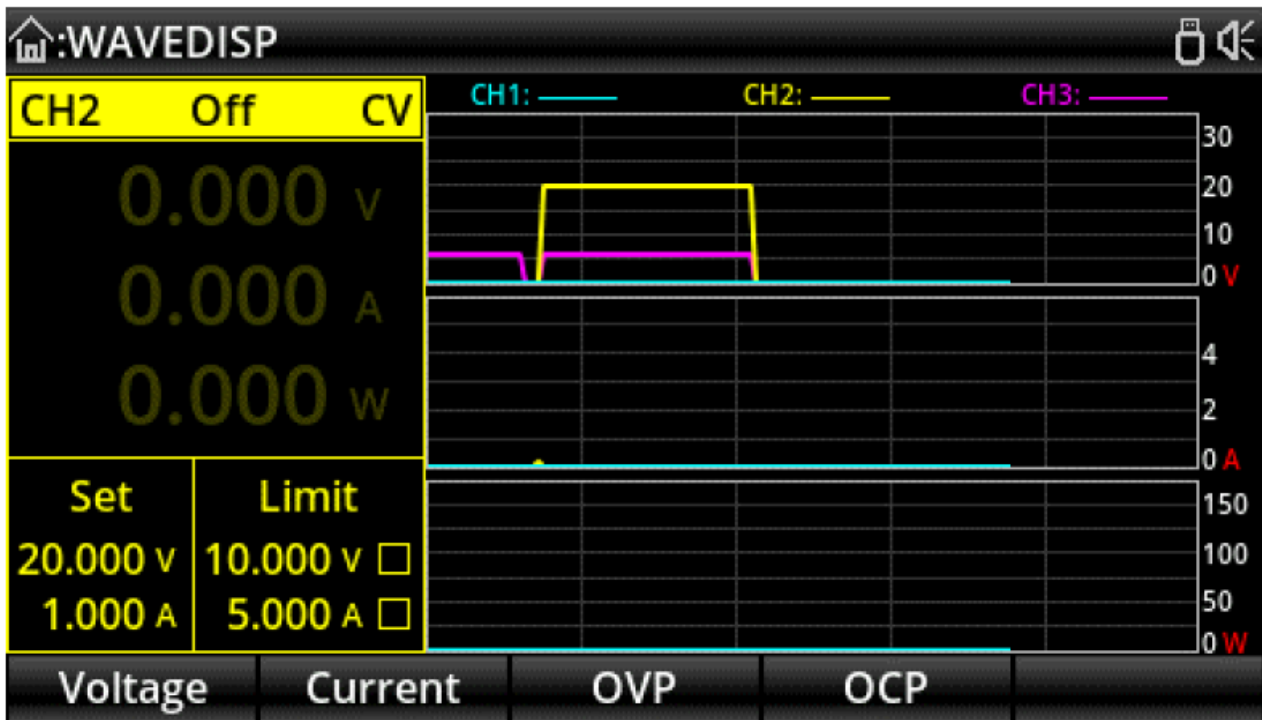 :WAVEDISP
CH2 Off CV
0.000 V
0.000 A
0.000 W
Set
20.000 V
1.000 A
Limit
10.000 V
5.000 A
CH1: CH2: CH3:
30
20
10
0 V
4
2
0 A
150
100
50
0 W
Voltage Current OVP OCP